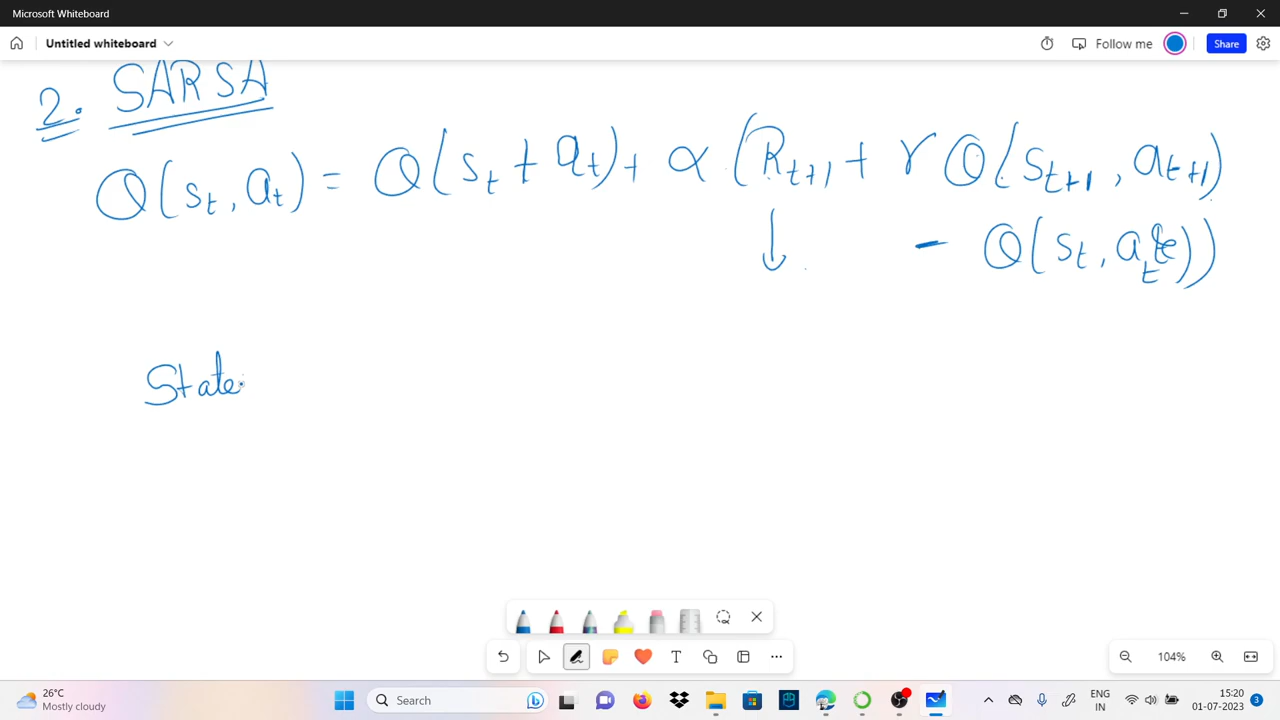 Microsoft Whiteboard
Untitled whiteboard
Follow me
Share
2. SARSA
Q(st, at) = Q(st + at) + α (Rt+1 + γ Q(st+1, at+1)
- Q(st, at))
State
T
104%
26°C
Mostly cloudy
Search
ENG
IN
15:20
01-07-2023
3